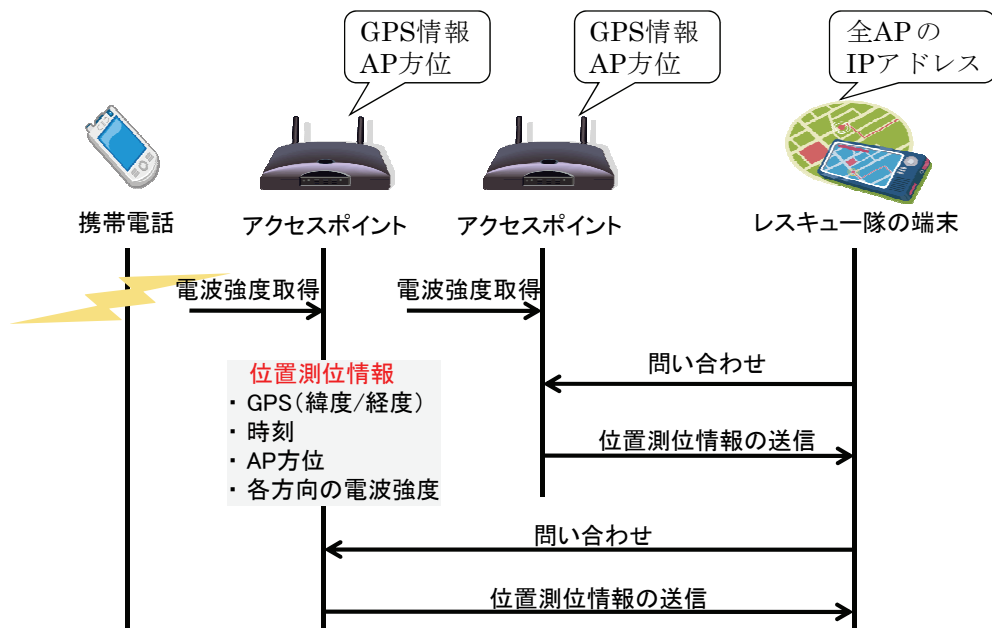 GPS情報
AP方位
GPS情報
AP方位
全APの
IPアドレス
携帯電話
アクセスポイント
アクセスポイント
レスキュー隊の端末
電波強度取得
電波強度取得
位置測位情報
・ GPS(緯度/経度)
・ 時刻
・ AP方位
・ 各方向の電波強度
問い合わせ
位置測位情報の送信
問い合わせ
位置測位情報の送信